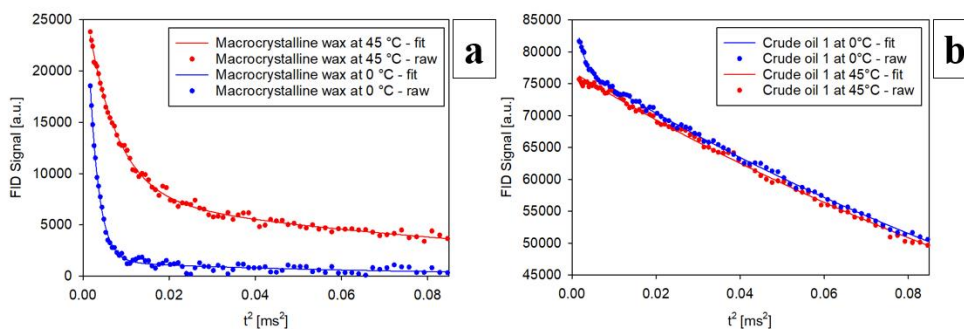 25000
20000
15000
10000
5000
0
FID Signal [a.u.]
Macrocrystalline wax at 45 °C - fit
Macrocrystalline wax at 45 °C - raw
Macrocrystalline wax at 0 °C - fit
Macrocrystalline wax at 0 °C - raw
a
0.00 0.02 0.04 0.06 0.08
t² [ms²]
85000
80000
75000
70000
65000
60000
55000
50000
45000
FID Signal [a.u.]
Crude oil 1 at 0°C - fit
Crude oil 1 at 0°C - raw
Crude oil 1 at 45°C - fit
Crude oil 1 at 45°C - raw
b
0.00 0.02 0.04 0.06 0.08
t² [ms²]